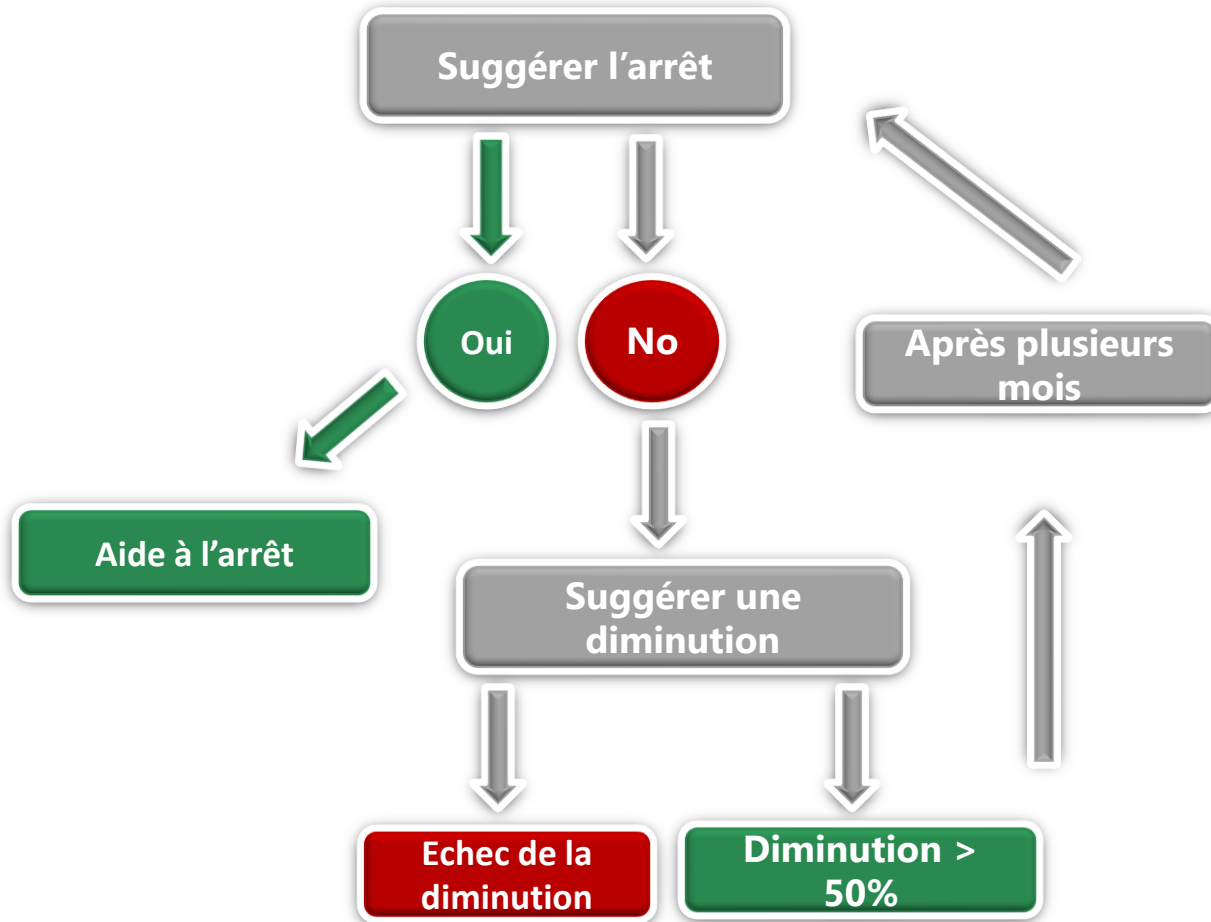 Suggérer l’arrêt
Oui
No
Après plusieurs
mois
Aide à l’arrêt
Suggérer une
diminution
Echec de la
diminution
Diminution >
50%